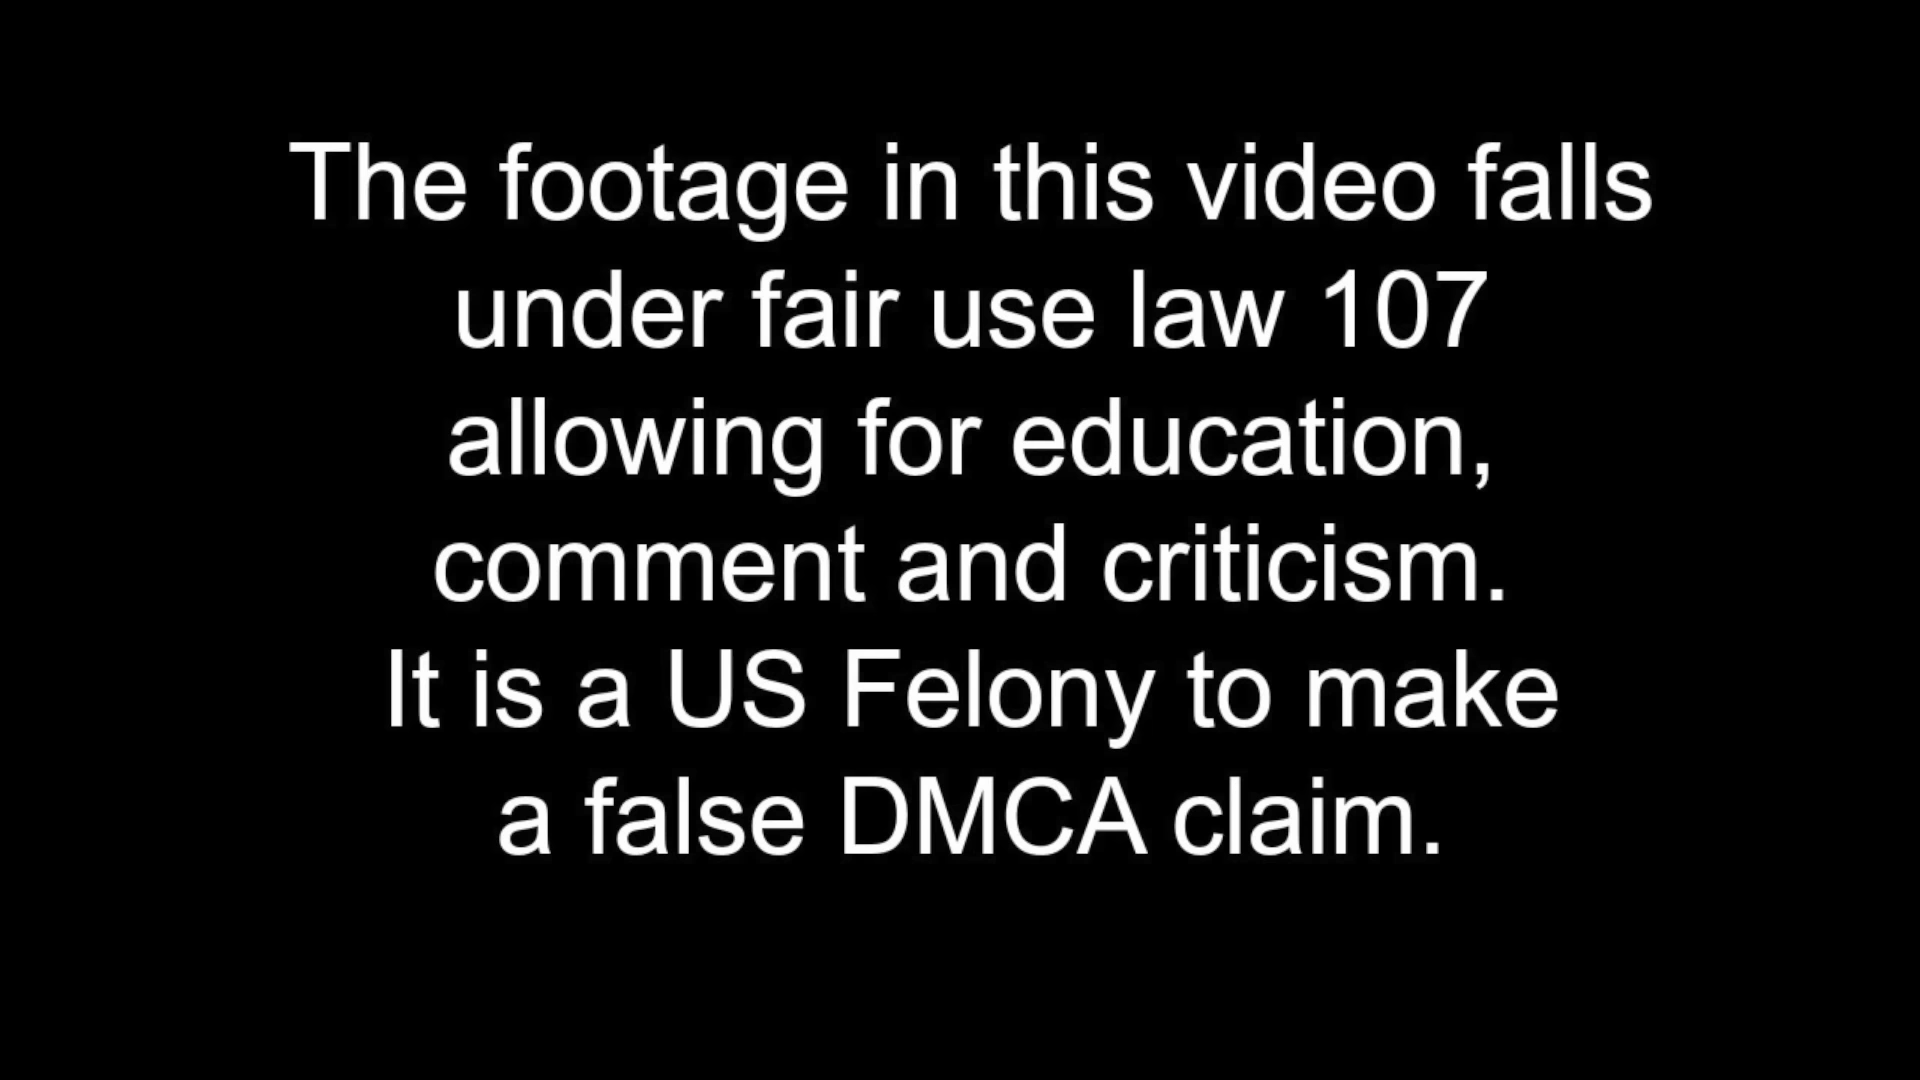 The footage in this video falls
under fair use law 107
allowing for education,
comment and criticism.
It is a US Felony to make
a false DMCA claim.